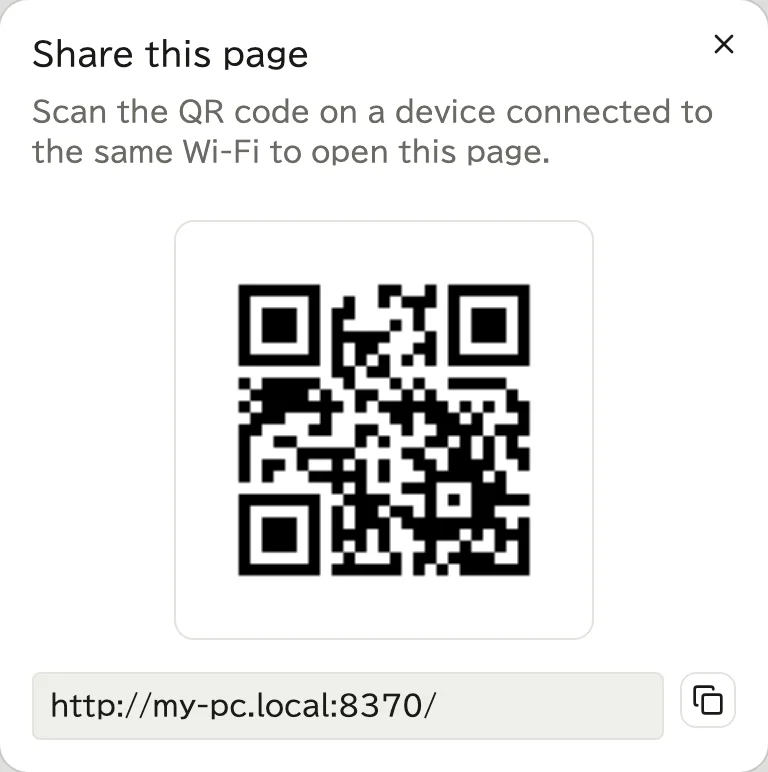 Share this page
Scan the QR code on a device connected to
the same Wi-Fi to open this page.
http://my-pc.local:8370/